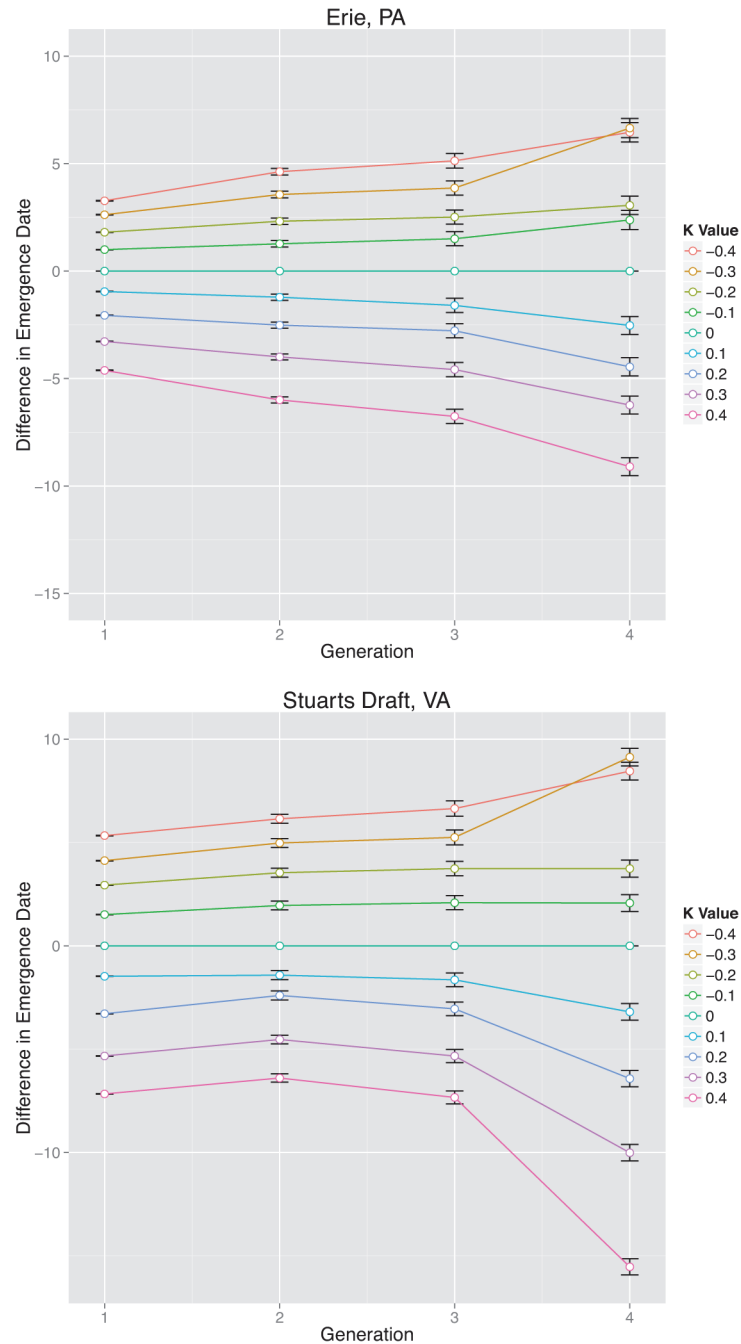 Erie, PA
10
5
0
−5
−10
−15
Difference in Emergence Date
1 2 3 4
Generation
K Value
−0.4
−0.3
−0.2
−0.1
0
0.1
0.2
0.3
0.4
Stuarts Draft, VA
10
0
−10
Difference in Emergence Date
1 2 3 4
Generation
K Value
−0.4
−0.3
−0.2
−0.1
0
0.1
0.2
0.3
0.4